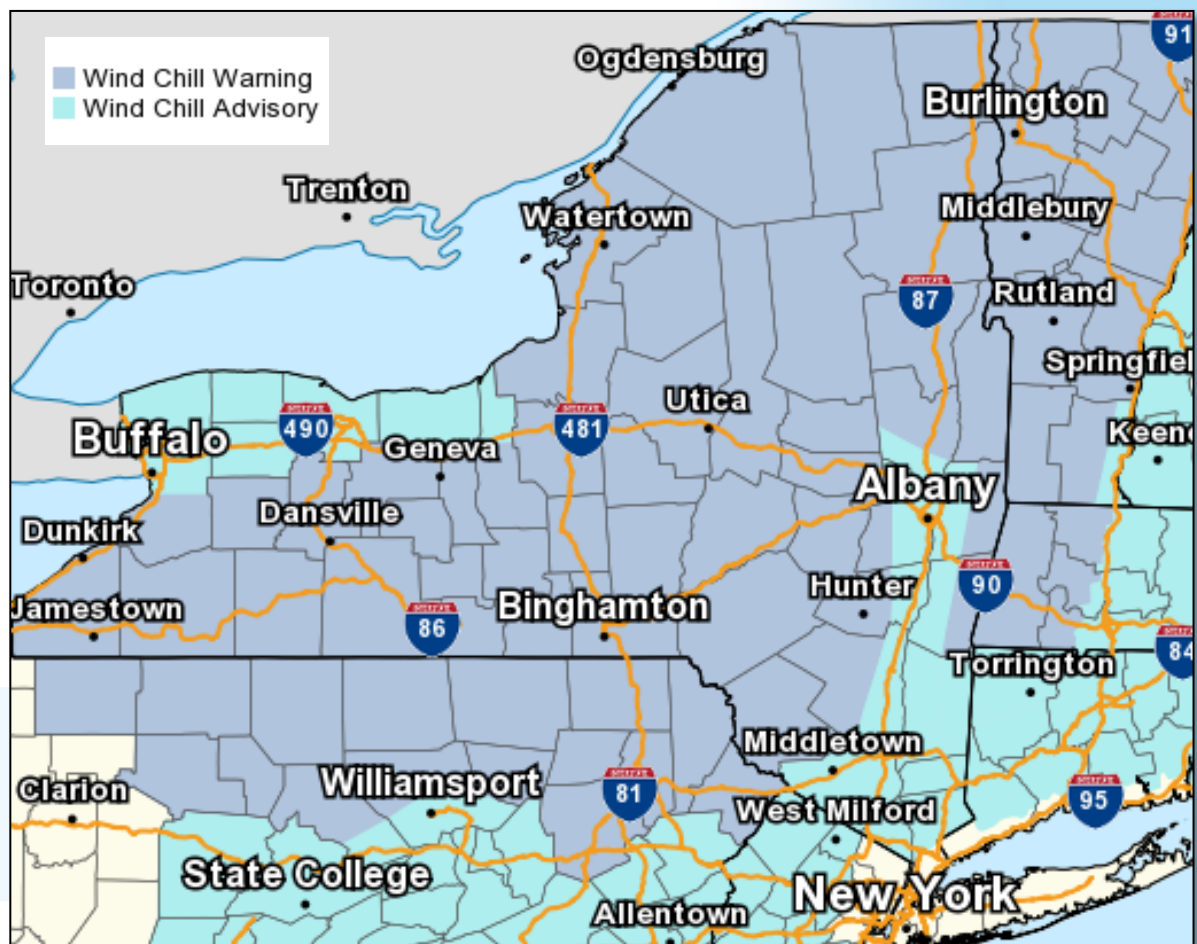 Wind Chill Warning
Wind Chill Advisory
Ogdensburg
91
Burlington
Trenton
Watertown
Middlebury
Toronto
87
Rutland
Springfiel
Utica
490
481
Buffalo
Geneva
Keene
Albany
Dansville
Dunkirk
90
Hunter
Jamestown
Binghamton
86
84
Torrington
Middletown
Williamsport
Clarion
81
95
West Milford
State College
New York
Allentown